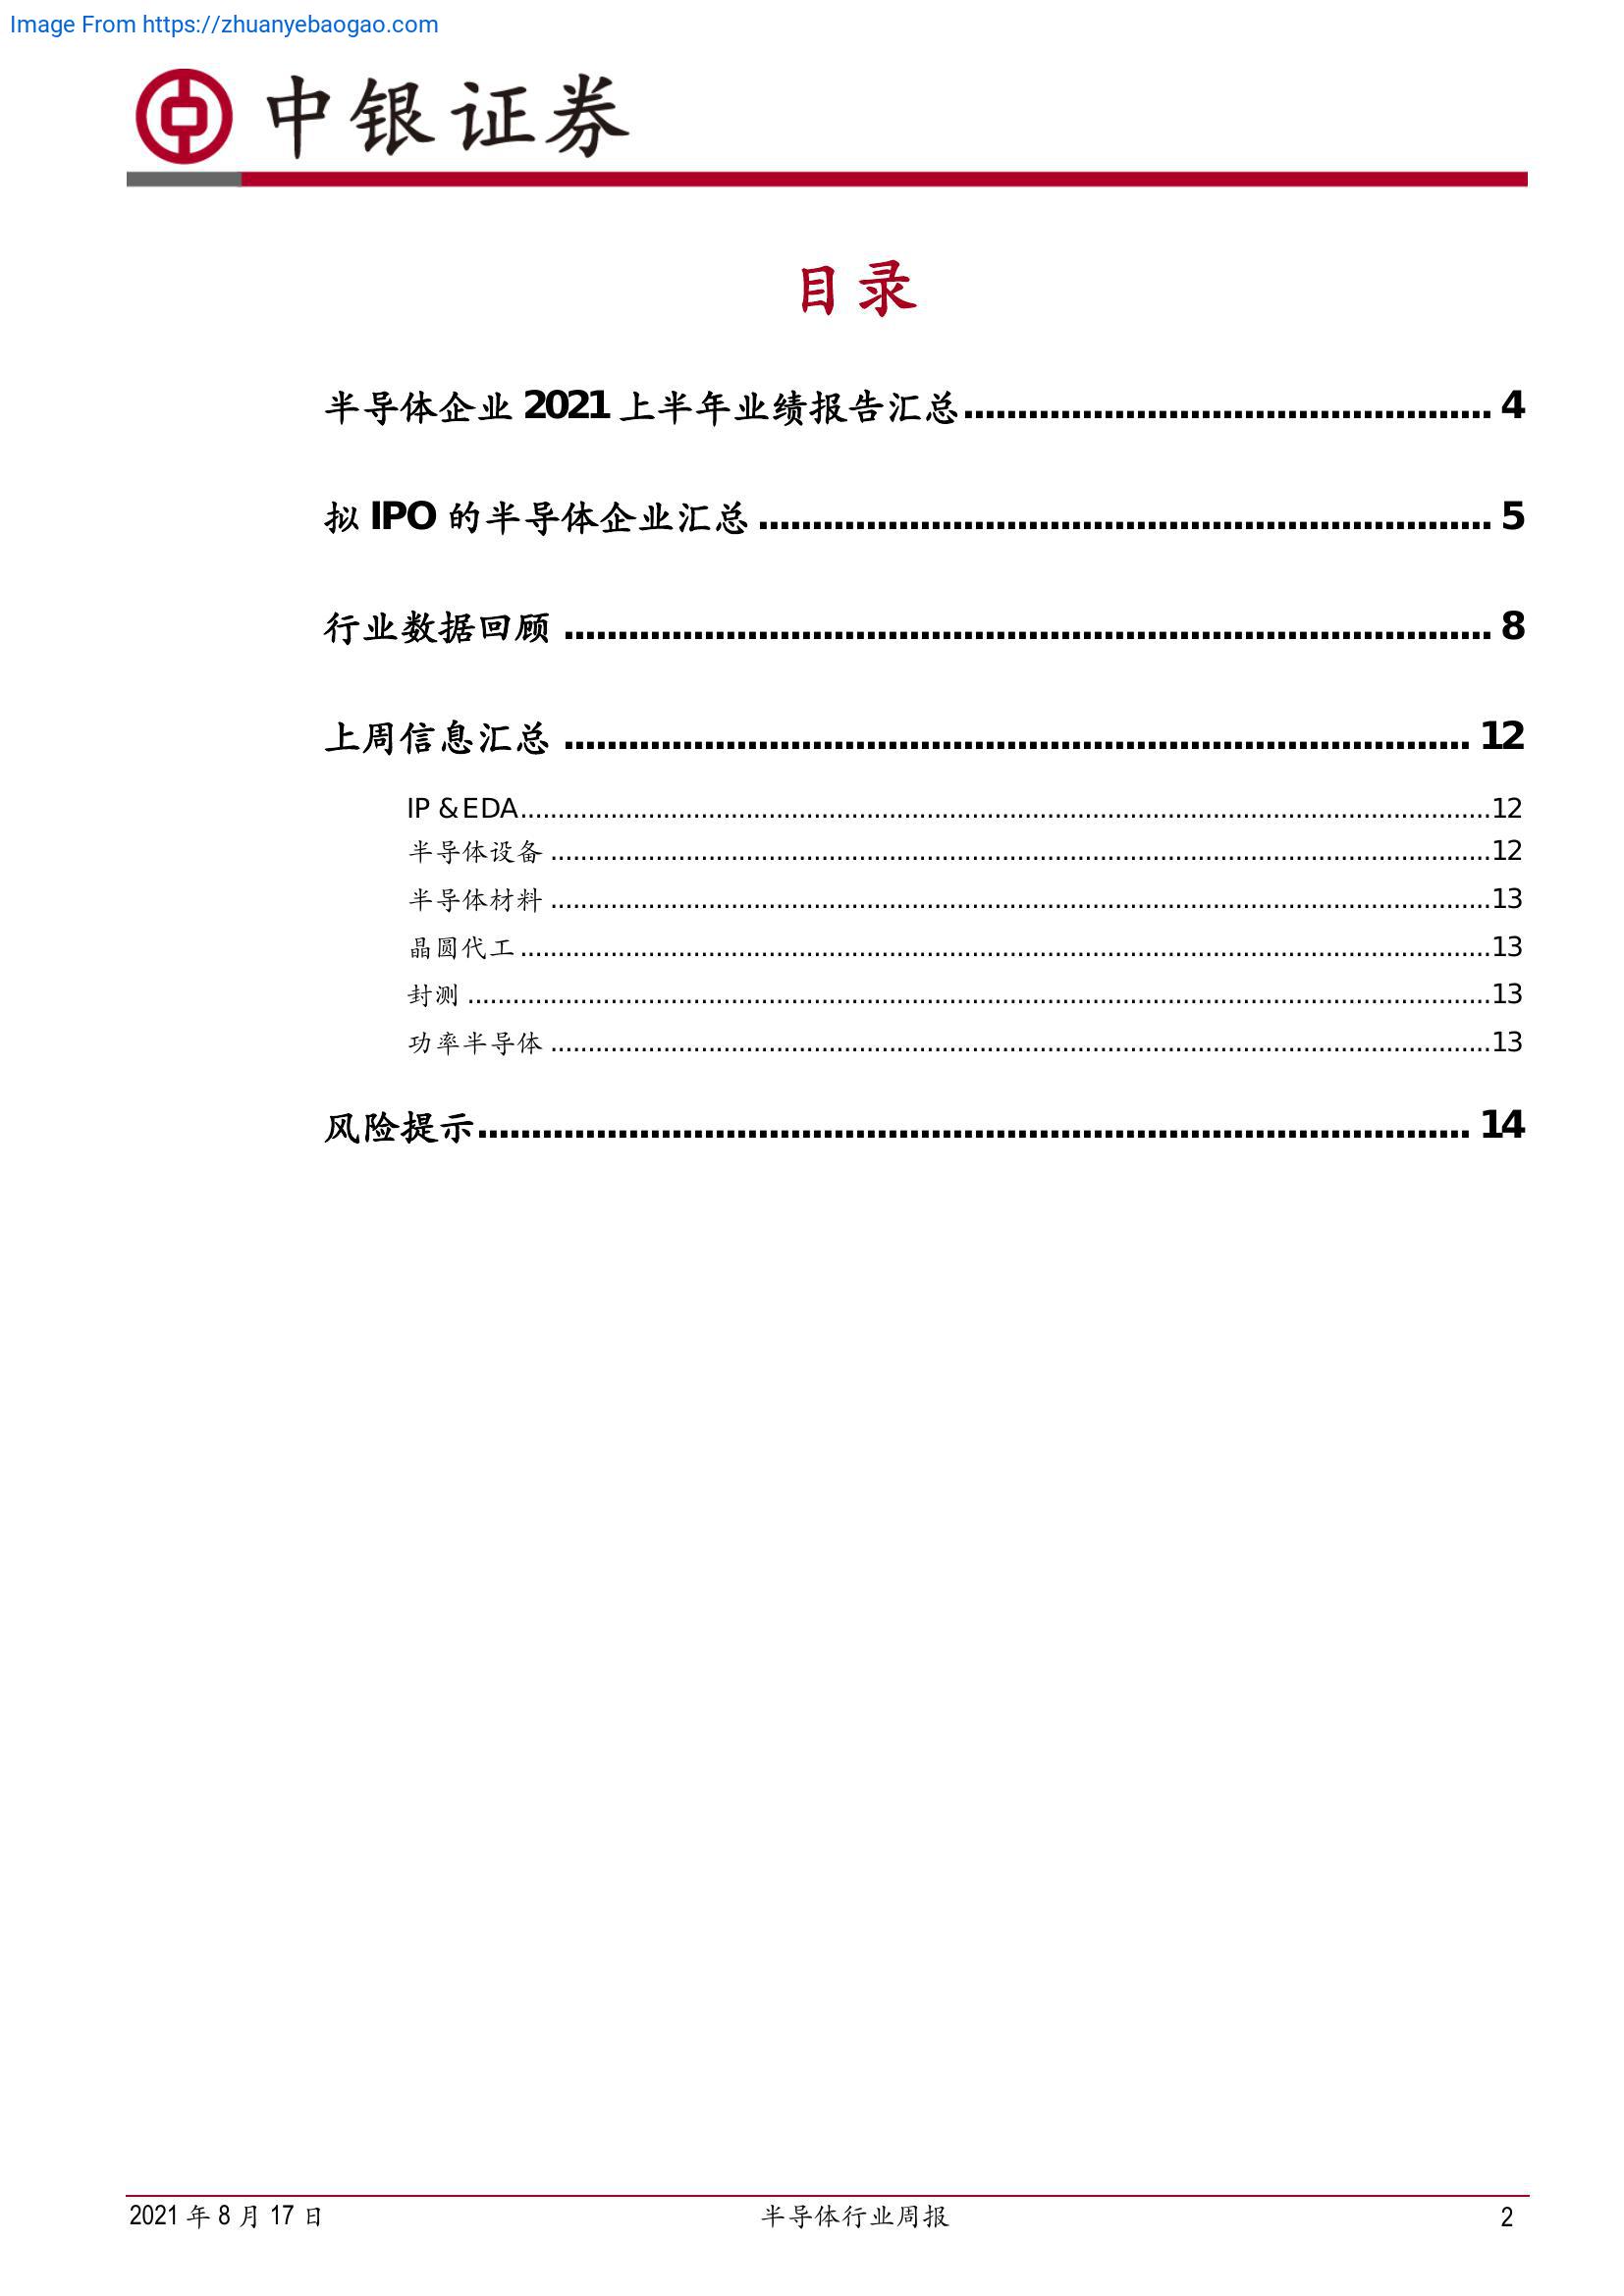 Image From https://zhuanyebaogao.com
中银证券
目录
半导体企业 2021 上半年业绩报告汇总.................................................. 4
拟 IPO 的半导体企业汇总 .................................................................... 5
行业数据回顾 ...................................................................................... 8
上周信息汇总 .................................................................................... 12
IP & EDA.................................................................................................................................12
半导体设备 .............................................................................................................................12
半导体材料 .............................................................................................................................13
晶圆代工 .................................................................................................................................13
封测 ........................................................................................................................................13
功率半导体 .............................................................................................................................13
风险提示............................................................................................ 14
2021 年 8 月 17 日 半导体行业周报 2